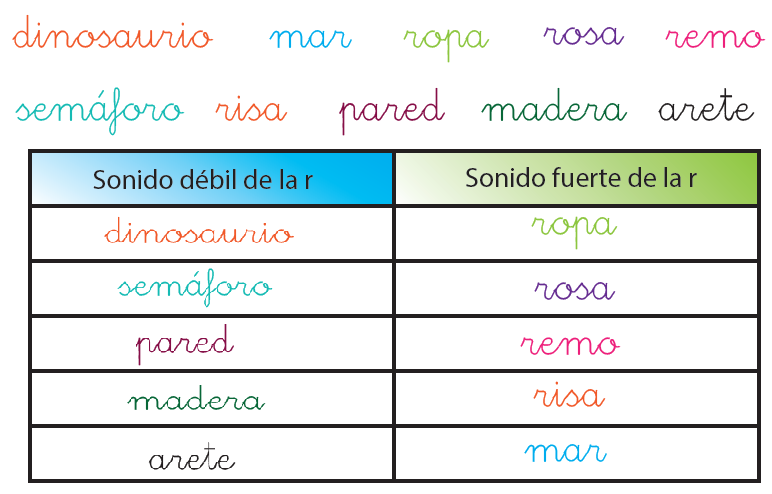 dinosaurio mar ropa rosa remo
semáforo risa pared madera arete
Sonido débil de la r Sonido fuerte de la r
dinosaurio ropa
semáforo rosa
pared remo
madera risa
arete mar